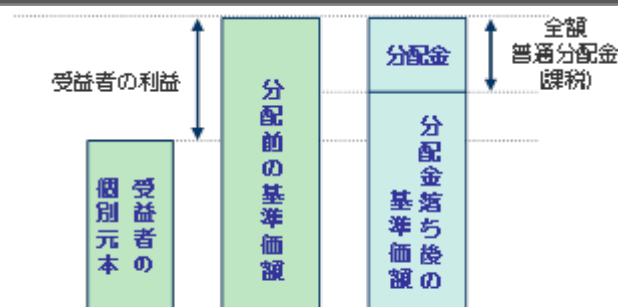 全額
普通分配金
(課税)
分配金
受益者の利益
分配前の基準価額
分配金落ち後の
基準価額
受益者の
個別元本